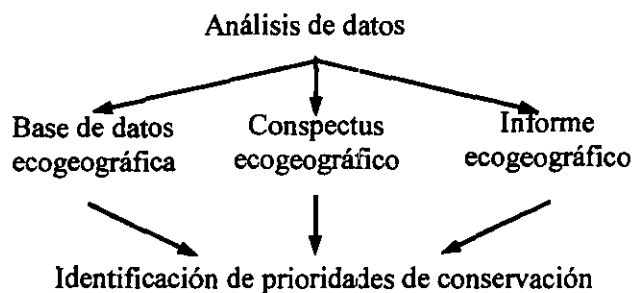 Análisis de datos
Base de datos
ecogeográfica
Conspectus
ecogeográfico
Informe
ecogeográfico
Identificación de prioridades de conservación